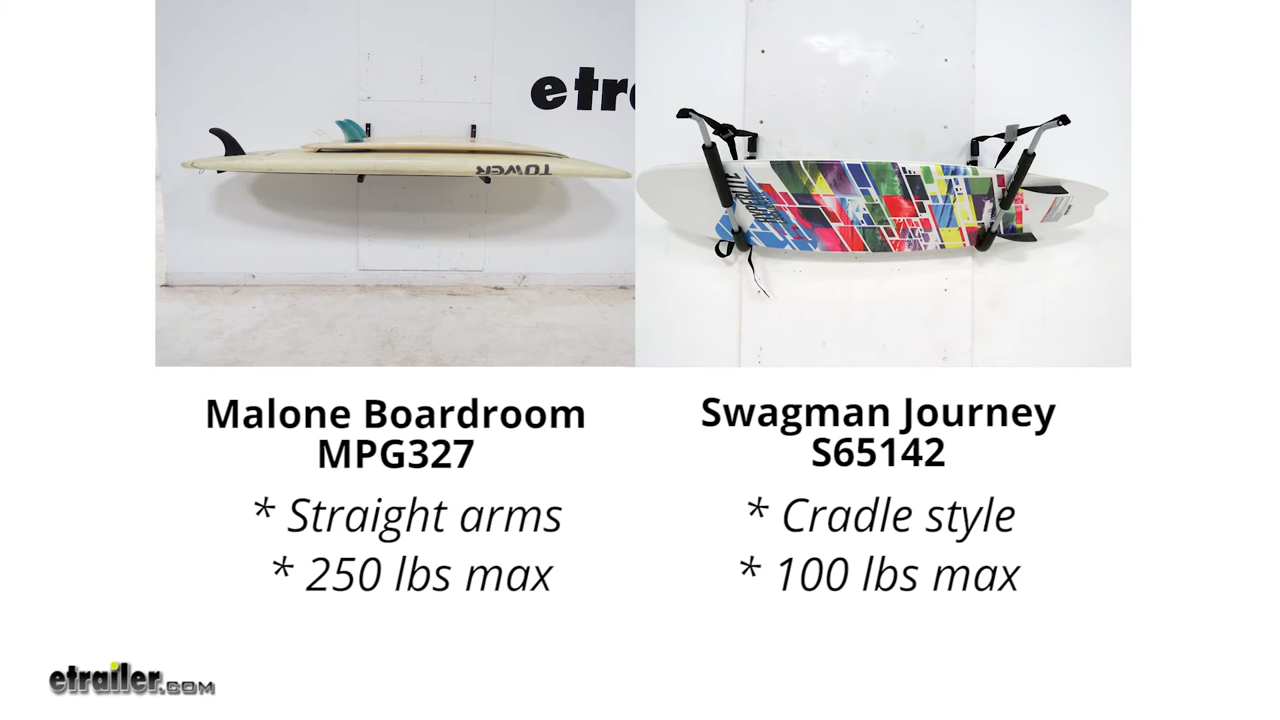 etr
TOWER
Malone Boardroom
MPG327
* Straight arms
* 250 lbs max
Swagman Journey
S65142
* Cradle style
* 100 lbs max
etrailer.com